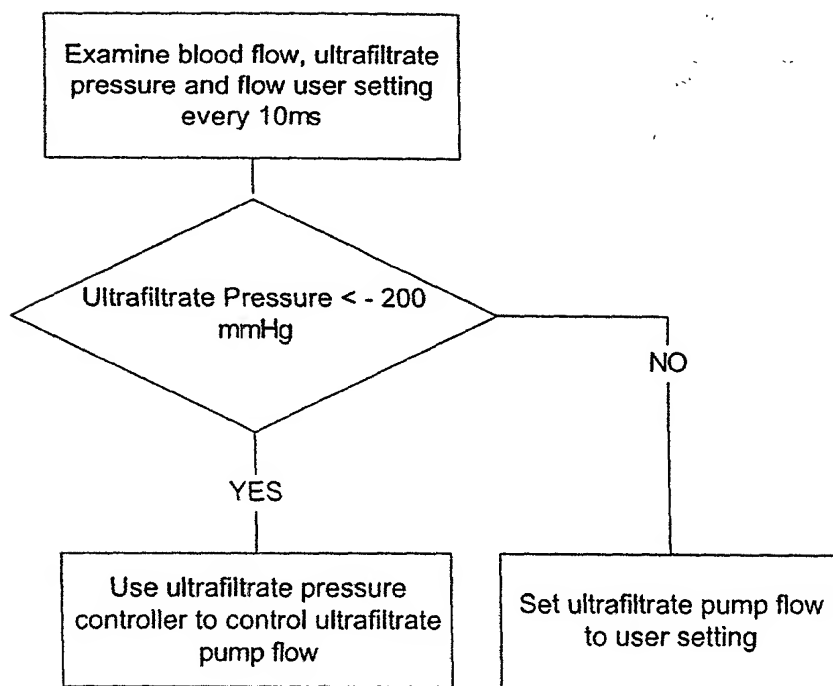 Examine blood flow, ultrafiltrate
pressure and flow user setting
every 10ms
Ultrafiltrate Pressure < - 200
mmHg
NO
YES
Use ultrafiltrate pressure
controller to control ultrafiltrate
pump flow
Set ultrafiltrate pump flow
to user setting